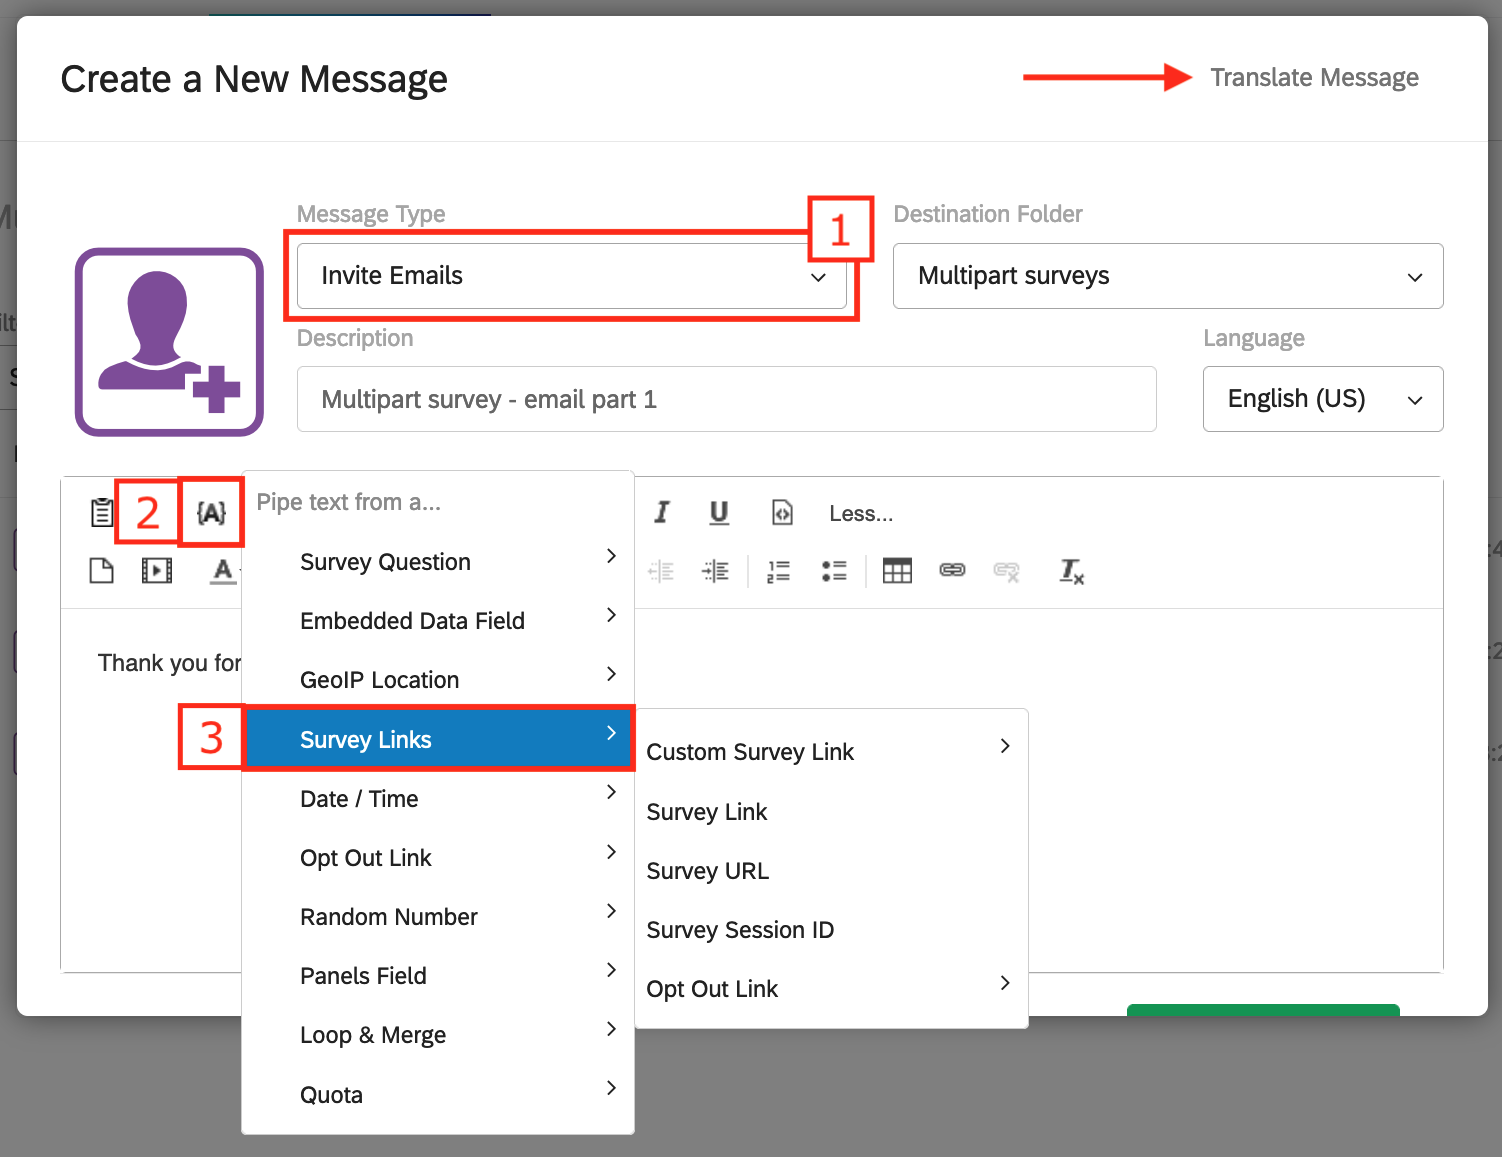 Create a New Message
Translate Message
Message Type
1
Destination Folder
Invite Emails
Multipart surveys
Description
Language
Multipart survey - email part 1
English (US)
2
{A}
Pipe text from a...
I
U
Less...
A
Survey Question
Embedded Data Field
Thank you for
GeoIP Location
3
Survey Links
Custom Survey Link
Date / Time
Survey Link
Opt Out Link
Survey URL
Random Number
Survey Session ID
Panels Field
Opt Out Link
Loop & Merge
Quota